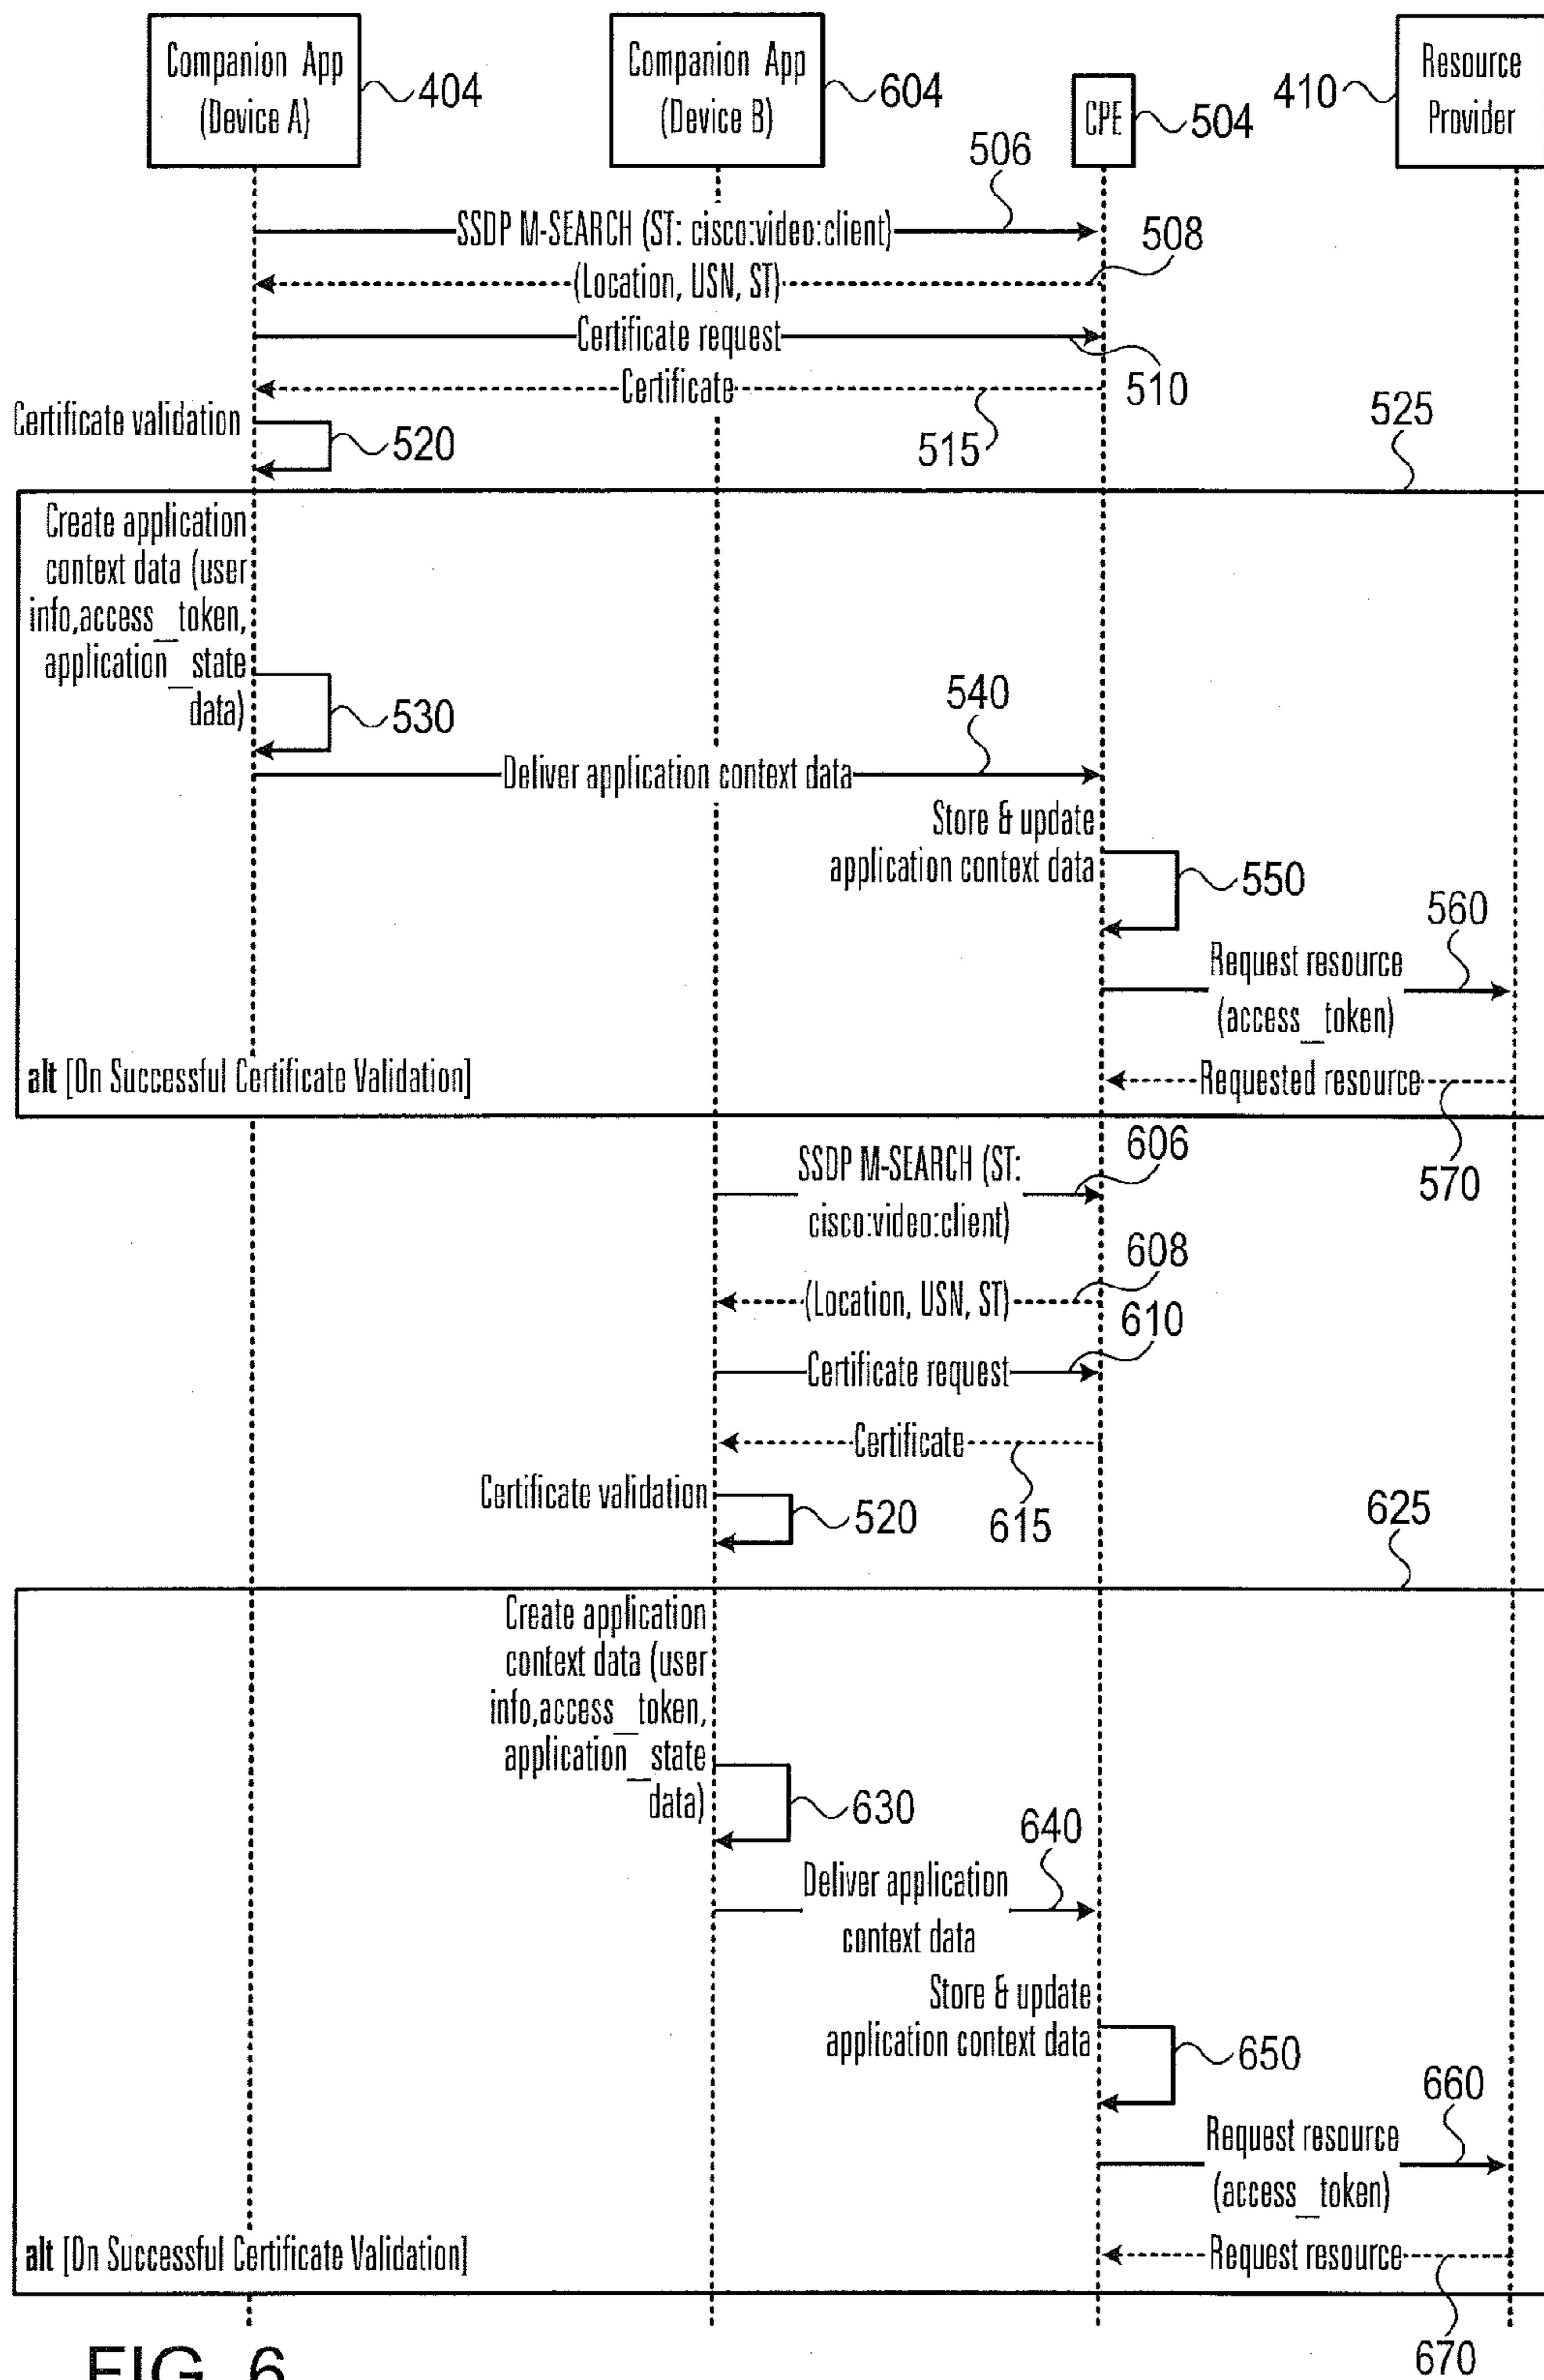 Companion App
(Device A)
404
Companion App
(Device B)
604
CPE
504
410
Resource
Provider
506
SSDP M-SEARCH (ST: cisco:video:client)
508
(Location, USN, ST)
Certificate request
510
Certificate
515
Certificate validation
520
525
Create application
context data (user
info,access_token,
application_state
data)
530
540
Deliver application context data
Store & update
application context data
550
560
Request resource
(access_token)
alt [On Successful Certificate Validation]
Requested resource
570
606
SSDP M-SEARCH (ST:
cisco:video:client)
608
(Location, USN, ST)
610
Certificate request
Certificate
615
Certificate validation
520
625
Create application
context data (user
info,access_token,
application_state
data)
630
640
Deliver application
context data
Store & update
application context data
650
660
Request resource
(access_token)
alt [On Successful Certificate Validation]
Request resource
670
FIG. 6